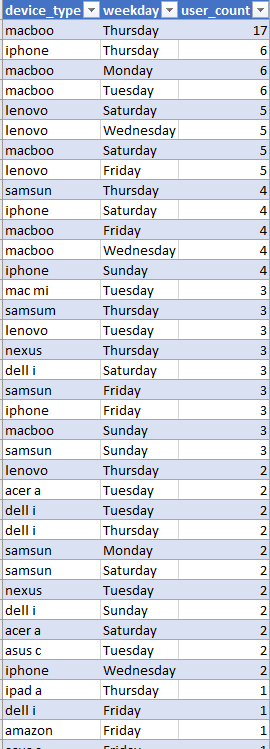 device_type weekday user_count
macboo Thursday 17
iphone Thursday 6
macboo Monday 6
macboo Tuesday 6
lenovo Saturday 5
lenovo Wednesday 5
macboo Saturday 5
lenovo Friday 5
samsun Thursday 4
iphone Saturday 4
macboo Friday 4
macboo Wednesday 4
iphone Sunday 4
mac mi Tuesday 3
samsum Thursday 3
lenovo Tuesday 3
nexus Thursday 3
dell i Saturday 3
samsun Friday 3
iphone Friday 3
macboo Sunday 3
samsun Sunday 3
lenovo Thursday 2
acer a Tuesday 2
dell i Tuesday 2
dell i Thursday 2
samsun Monday 2
samsun Saturday 2
nexus Tuesday 2
dell i Sunday 2
acer a Saturday 2
asus c Tuesday 2
iphone Wednesday 2
ipad a Thursday 1
dell i Friday 1
amazon Friday 1